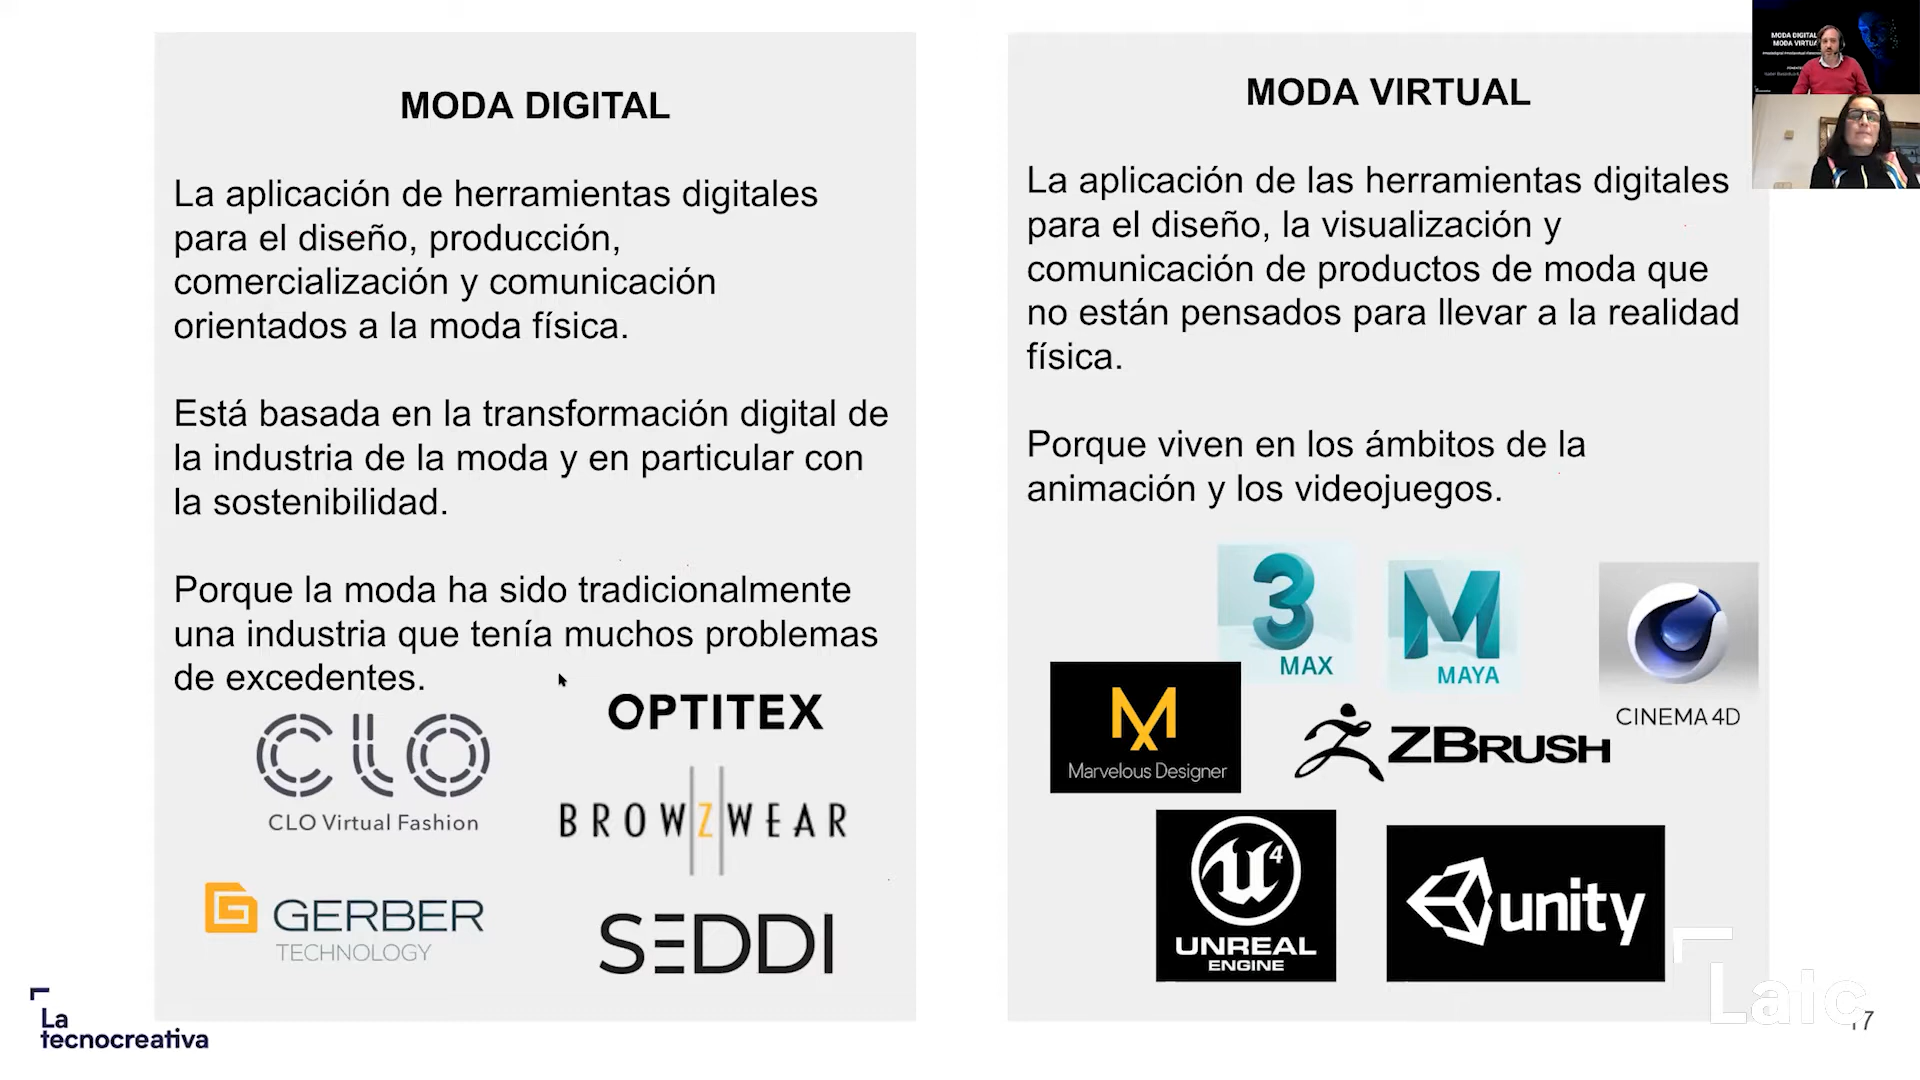 MODA DIGITAL
La aplicación de herramientas digitales
para el diseño, producción,
comercialización y comunicación
orientados a la moda física.
Está basada en la transformación digital de
la industria de la moda y en particular con
la sostenibilidad.
Porque la moda ha sido tradicionalmente
una industria que tenía muchos problemas
de excedentes.
OPTITEX
CLO
CLO Virtual Fashion
BROWZWEAR
GERBER
TECHNOLOGY
SEDDI
MODA VIRTUAL
La aplicación de las herramientas digitales
para el diseño, la visualización y
comunicación de productos de moda que
no están pensados para llevar a la realidad
física.
Porque viven en los ámbitos de la
animación y los videojuegos.
3
MAX
M
MAYA
CINEMA 4D
M
Marvelous Designer
ZBRUSH
U 4
UNREAL
ENGINE
unity
MODA DIGITAL
La
tecnocreativa
Laic
17